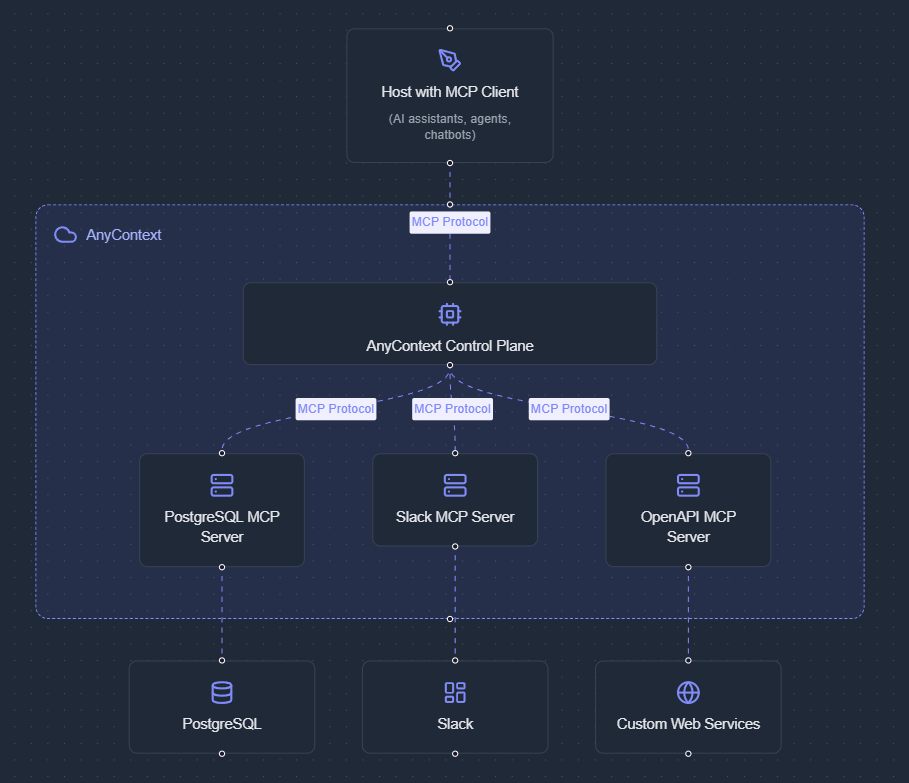 Host with MCP Client
(AI assistants, agents,
chatbots)
MCP Protocol
AnyContext
AnyContext Control Plane
MCP Protocol
MCP Protocol
MCP Protocol
PostgreSQL MCP
Server
Slack MCP Server
OpenAPI MCP
Server
PostgreSQL
Slack
Custom Web Services